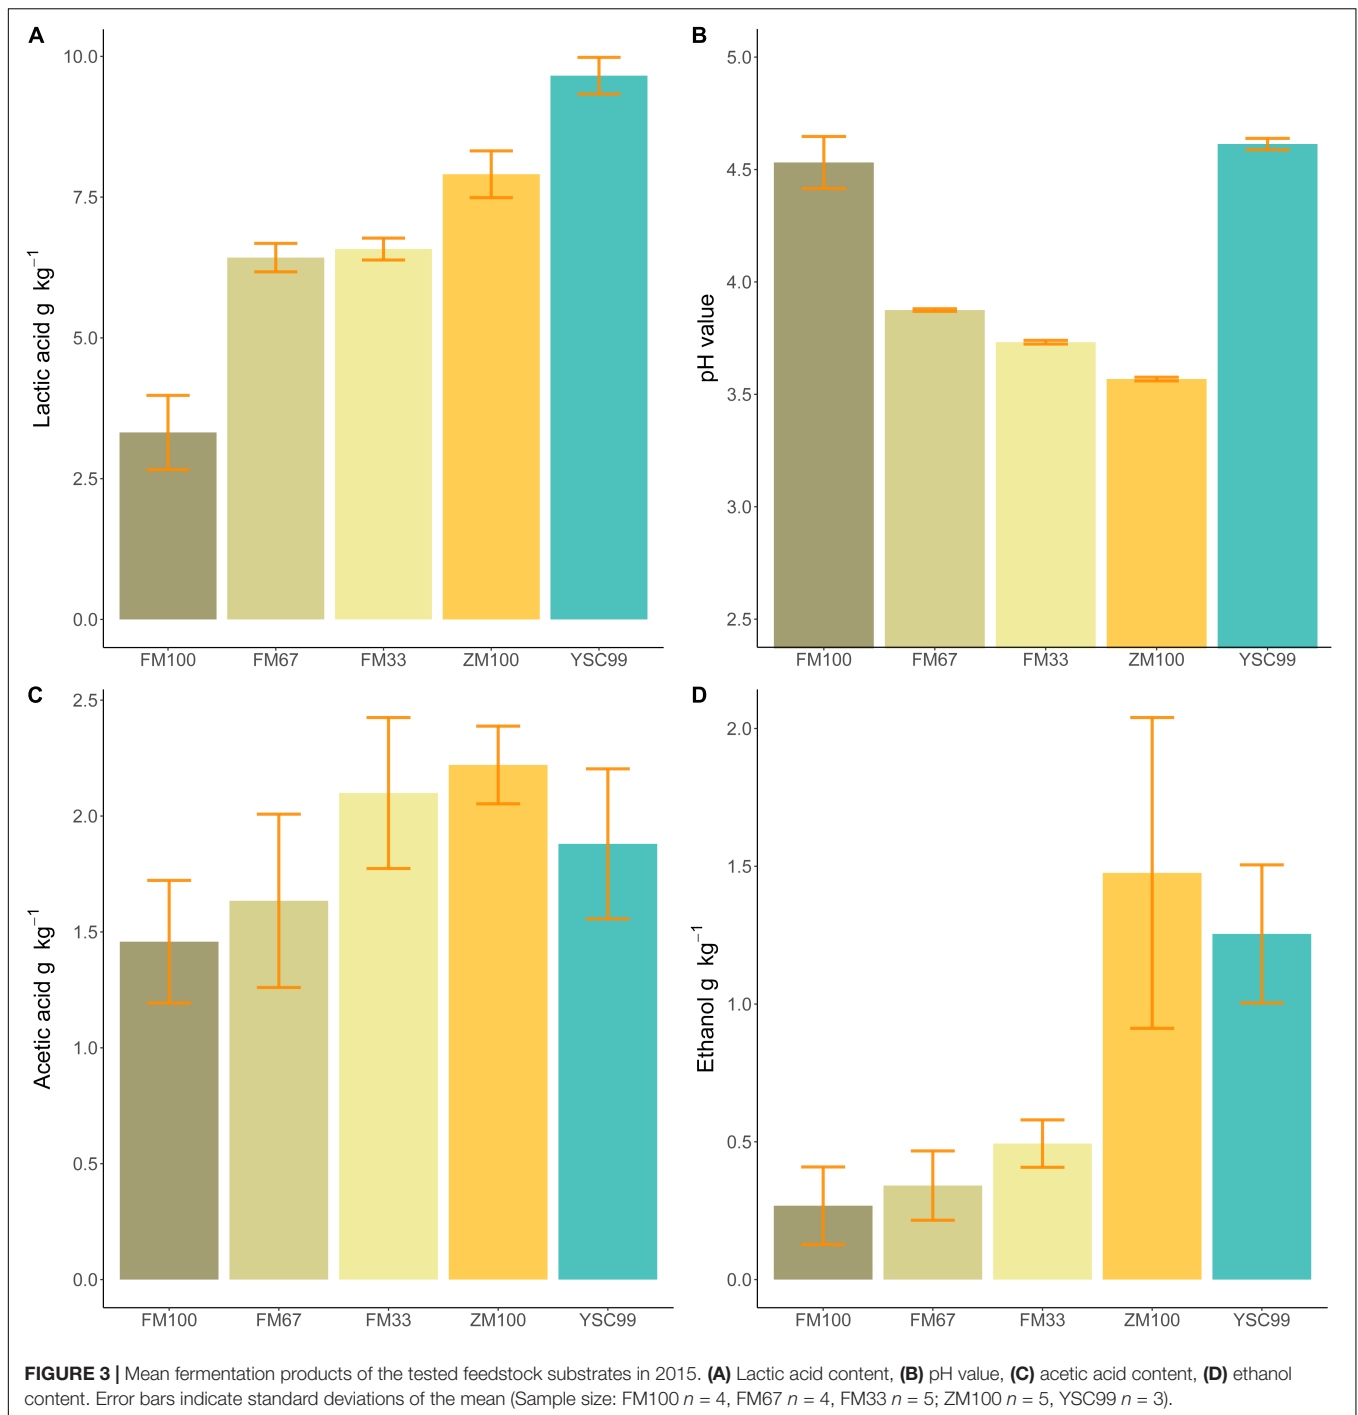 A
10.0
7.5
5.0
2.5
0.0
Lactic acid g kg⁻¹
FM100 FM67 FM33 ZM100 YSC99
B
5.0
4.5
4.0
3.5
3.0
2.5
pH value
FM100 FM67 FM33 ZM100 YSC99
C
2.5
2.0
1.5
1.0
0.5
0.0
Acetic acid g kg⁻¹
FM100 FM67 FM33 ZM100 YSC99
D
2.0
1.5
1.0
0.5
0.0
Ethanol g kg⁻¹
FM100 FM67 FM33 ZM100 YSC99
FIGURE 3 | Mean fermentation products of the tested feedstock substrates in 2015. (A) Lactic acid content, (B) pH value, (C) acetic acid content, (D) ethanol
content. Error bars indicate standard deviations of the mean (Sample size: FM100 n = 4, FM67 n = 4, FM33 n = 5; ZM100 n = 5, YSC99 n = 3).